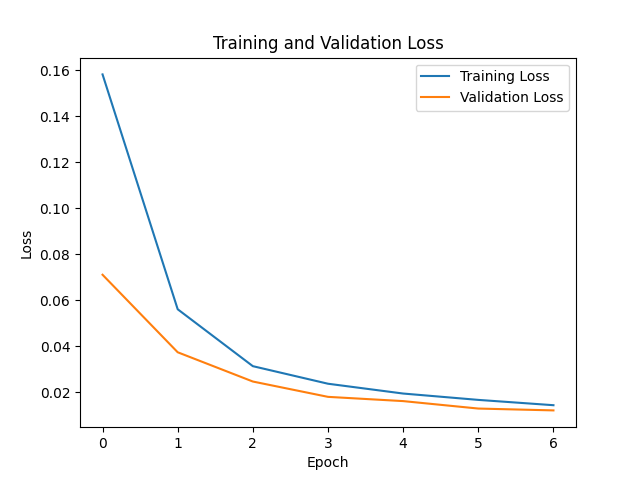 Training and Validation Loss
Training Loss
Validation Loss
0.16
0.14
0.12
0.10
0.08
0.06
0.04
0.02
Loss
0 1 2 3 4 5 6
Epoch